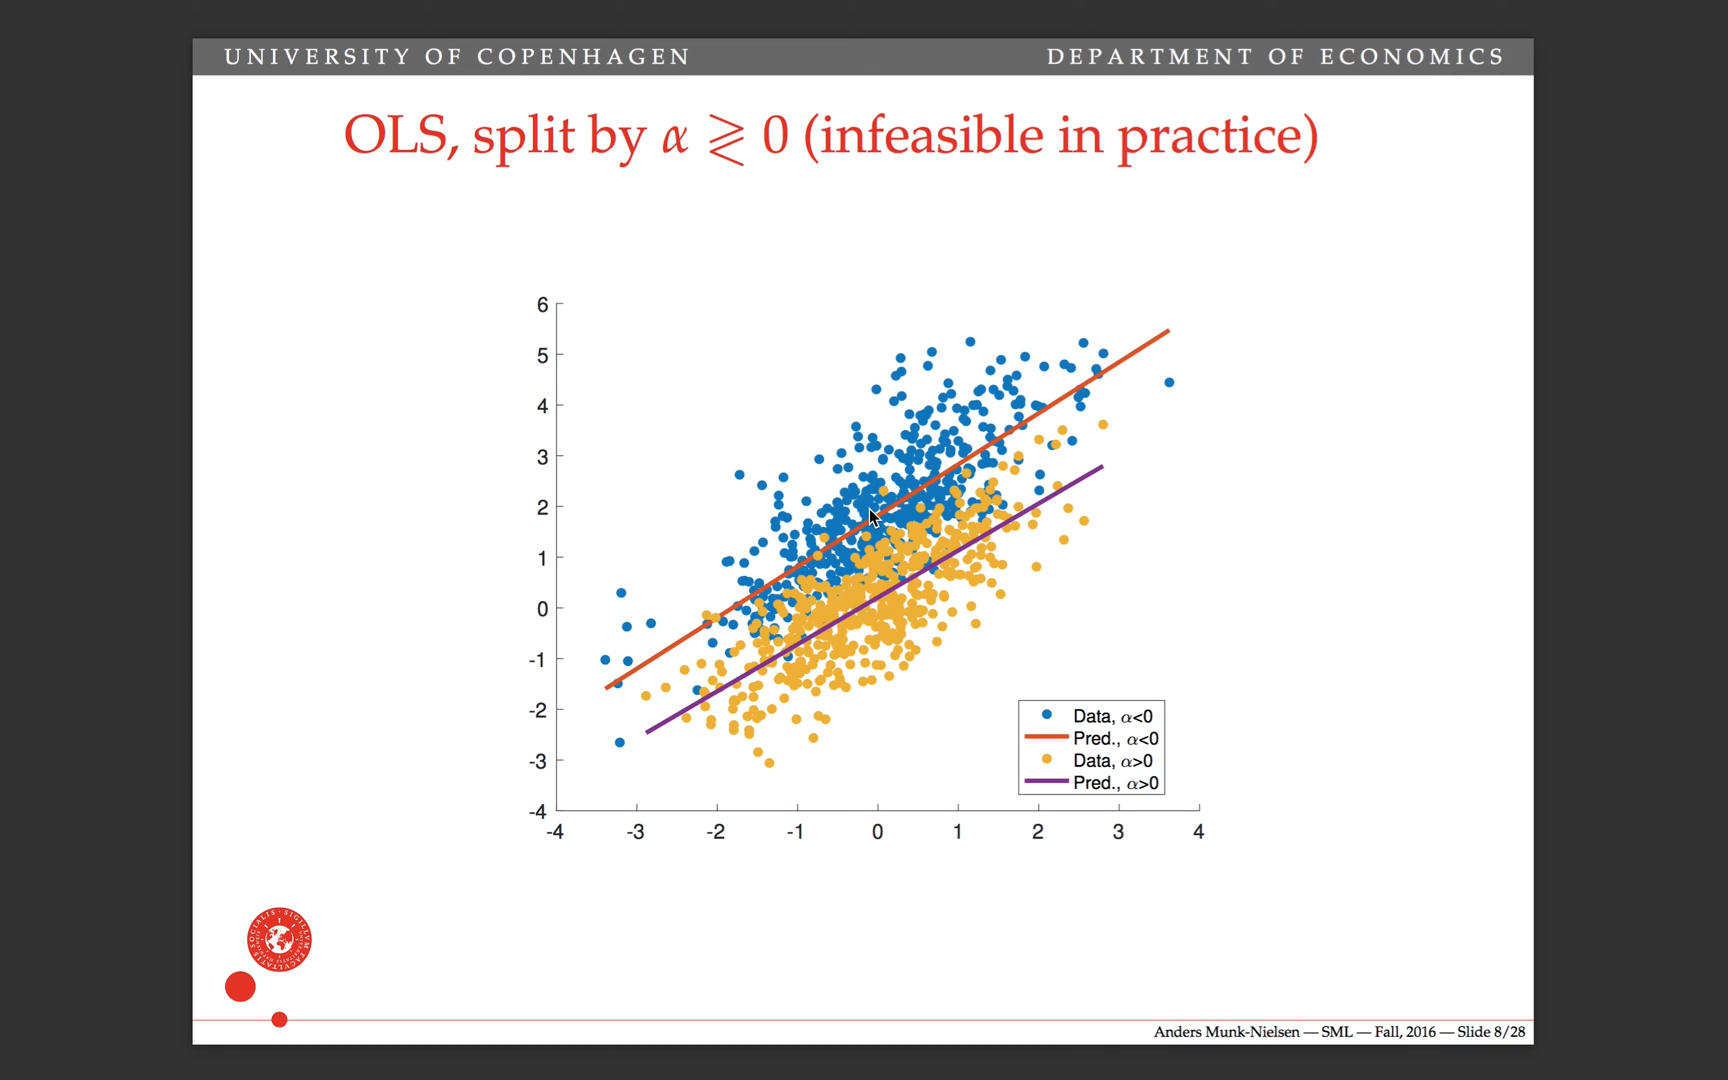 UNIVERSITY OF COPENHAGEN
DEPARTMENT OF ECONOMICS
OLS, split by α ≷ 0 (infeasible in practice)
6
5
4
3
2
1
0
-1
-2
-3
-4
-4 -3 -2 -1 0 1 2 3 4
Data, α<0
Pred., α<0
Data, α>0
Pred., α>0
Anders Munk-Nielsen — SML — Fall, 2016 — Slide 8/28